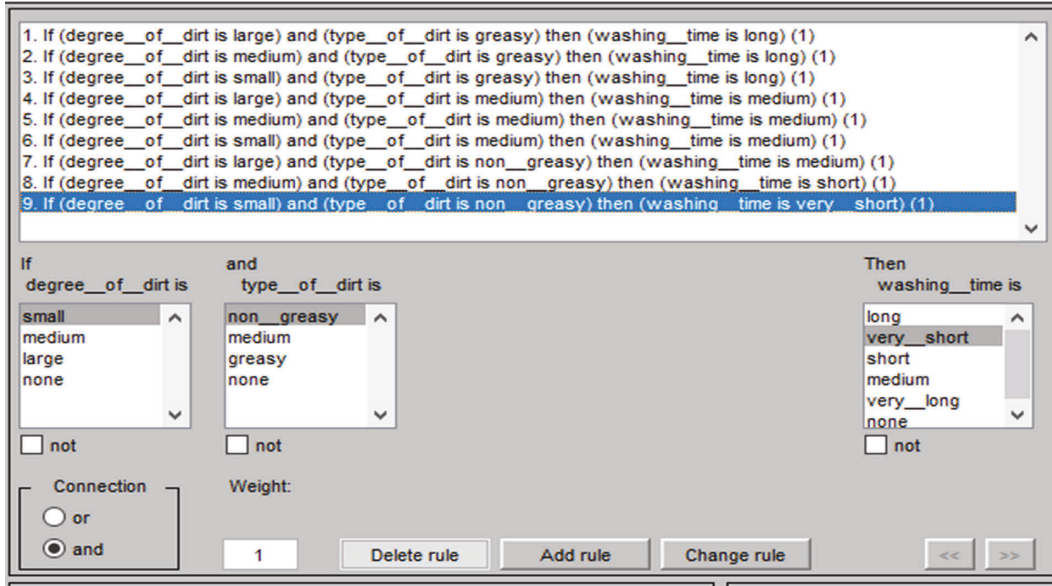 1. If (degree__of__dirt is large) and (type__of__dirt is greasy) then (washing__time is long) (1)
2. If (degree__of__dirt is medium) and (type__of__dirt is greasy) then (washing__time is long) (1)
3. If (degree__of__dirt is small) and (type__of__dirt is greasy) then (washing__time is long) (1)
4. If (degree__of__dirt is large) and (type__of__dirt is medium) then (washing__time is medium) (1)
5. If (degree__of__dirt is medium) and (type__of__dirt is medium) then (washing__time is medium) (1)
6. If (degree__of__dirt is small) and (type__of__dirt is medium) then (washing__time is medium) (1)
7. If (degree__of__dirt is large) and (type__of__dirt is non__greasy) then (washing__time is medium) (1)
8. If (degree__of__dirt is medium) and (type__of__dirt is non__greasy) then (washing__time is short) (1)
9. If (degree__of__dirt is small) and (type__of__dirt is non__greasy) then (washing__time is very__short) (1)
If
degree__of__dirt is
small
medium
large
none
not
and
type__of__dirt is
non__greasy
medium
greasy
none
not
Then
washing__time is
long
very__short
short
medium
very__long
none
not
Connection
or
and
Weight:
1
Delete rule
Add rule
Change rule
<<
>>